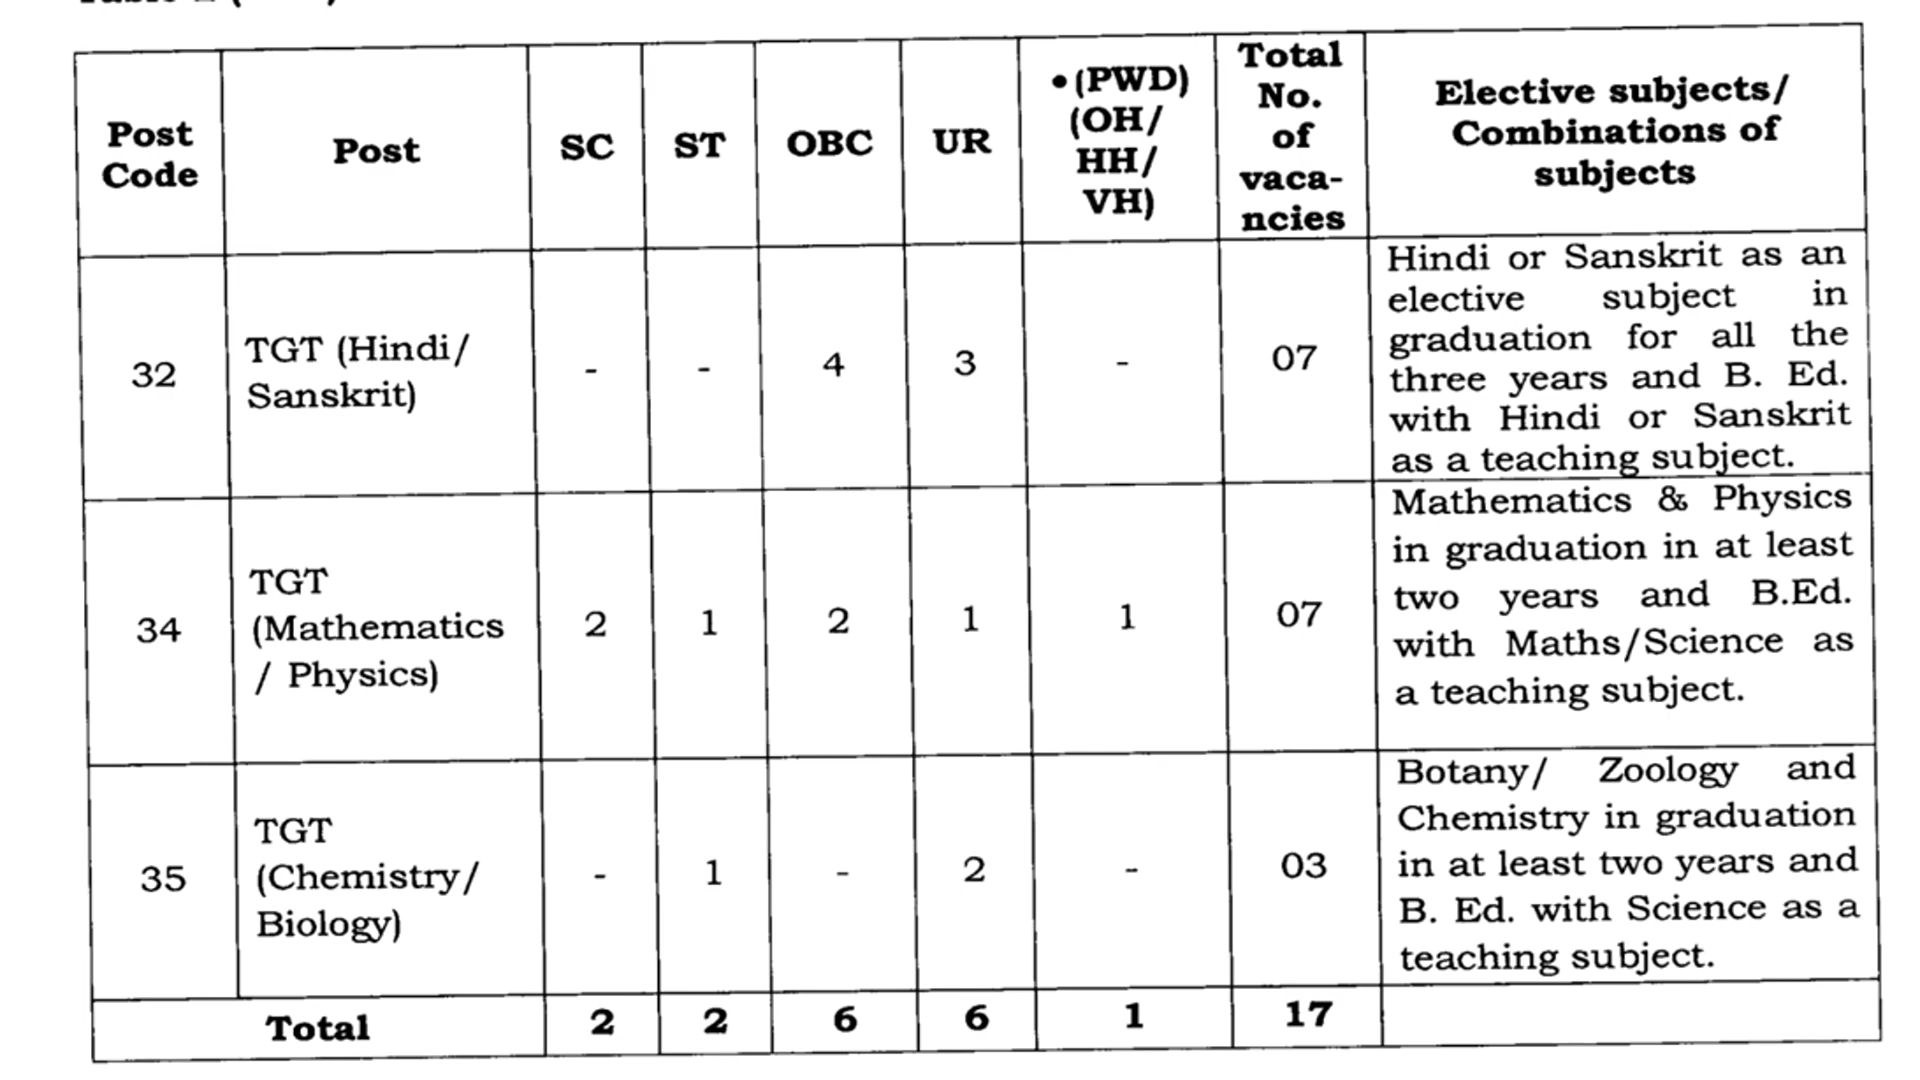 Post Code | Post | SC | ST | OBC | UR | • (PWD) (OH/ HH/ VH) | Total No. of vaca- ncies | Elective subjects/ Combinations of subjects
32 | TGT (Hindi/ Sanskrit) | - | - | 4 | 3 | - | 07 | Hindi or Sanskrit as an
elective subject in
graduation for all the
three years and B. Ed.
with Hindi or Sanskrit
as a teaching subject.
34 | TGT (Mathematics / Physics) | 2 | 1 | 2 | 1 | 1 | 07 | Mathematics & Physics
in graduation in at least
two years and B.Ed.
with Maths/Science as
a teaching subject.
35 | TGT (Chemistry/ Biology) | - | 1 | - | 2 | - | 03 | Botany/ Zoology and
Chemistry in graduation
in at least two years and
B. Ed. with Science as a
teaching subject.
Total | 2 | 2 | 6 | 6 | 1 | 17